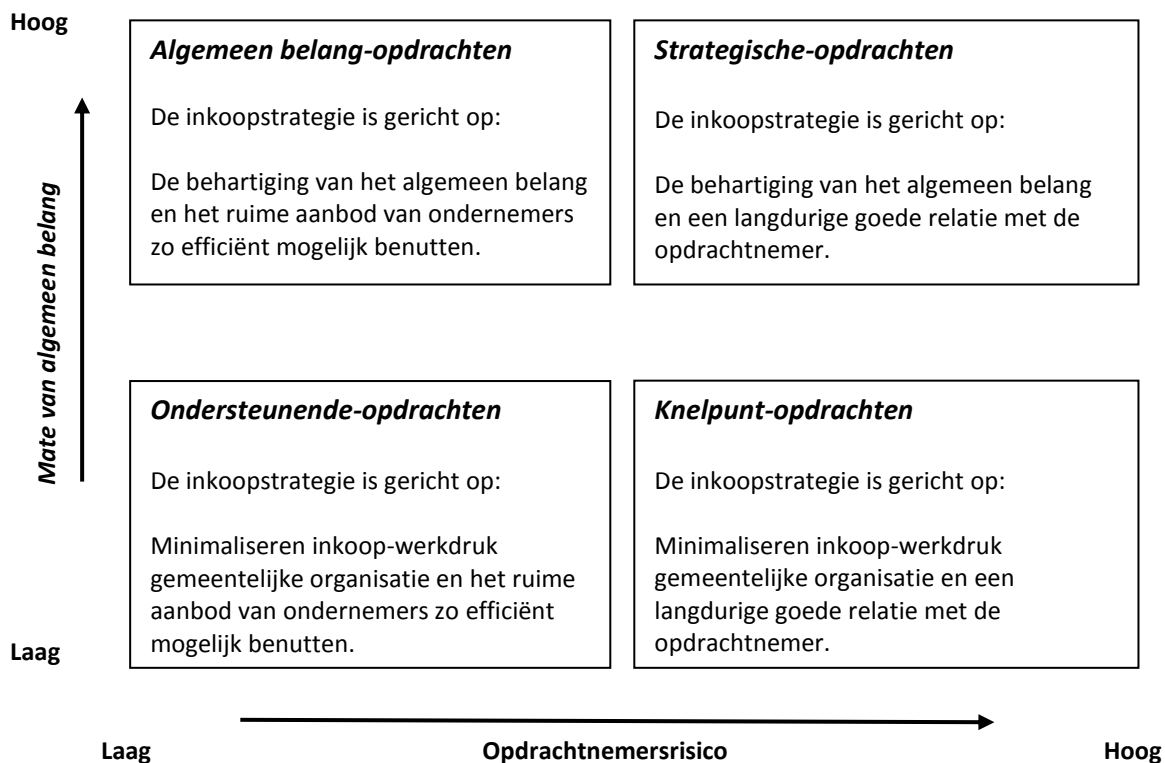 Hoog
Algemeen belang-opdrachten
De inkoopstrategie is gericht op:
De behartiging van het algemeen belang
en het ruime aanbod van ondernemers
zo efficiënt mogelijk benutten.
Strategische-opdrachten
De inkoopstrategie is gericht op:
De behartiging van het algemeen belang
en een langdurige goede relatie met de
opdrachtnemer.
Mate van algemeen belang
Ondersteunende-opdrachten
De inkoopstrategie is gericht op:
Minimaliseren inkoop-werkdruk
gemeentelijke organisatie en het ruime
aanbod van ondernemers zo efficiënt
mogelijk benutten.
Knelpunt-opdrachten
De inkoopstrategie is gericht op:
Minimaliseren inkoop-werkdruk
gemeentelijke organisatie en een
langdurige goede relatie met de
opdrachtnemer.
Laag
Laag
Opdrachtnemersrisico
Hoog